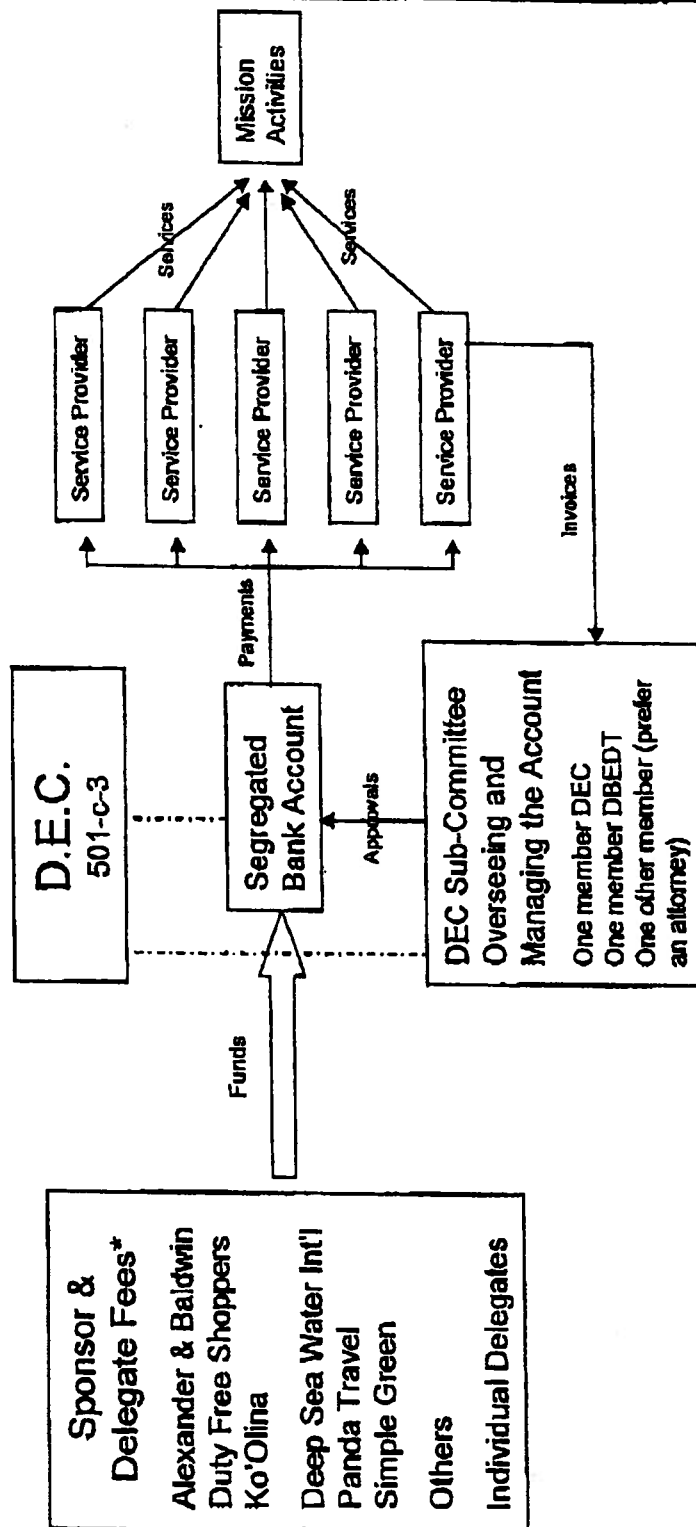 D.E.C.
501-c-3
Sponsor &
Delegate Fees*
Alexander & Baldwin
Duty Free Shoppers
Ko'Olina
Deep Sea Water Int'l
Panda Travel
Simple Green
Others
Individual Delegates
Funds
Segregated
Bank Account
Approvals
DEC Sub-Committee
Overseeing and
Managing the Account
One member DEC
One member DBEDT
One other member (prefer
an attorney)
Payments
Service Provider
Service Provider
Service Provider
Service Provider
Service Provider
Invoices
Services
Services
Mission
Activities